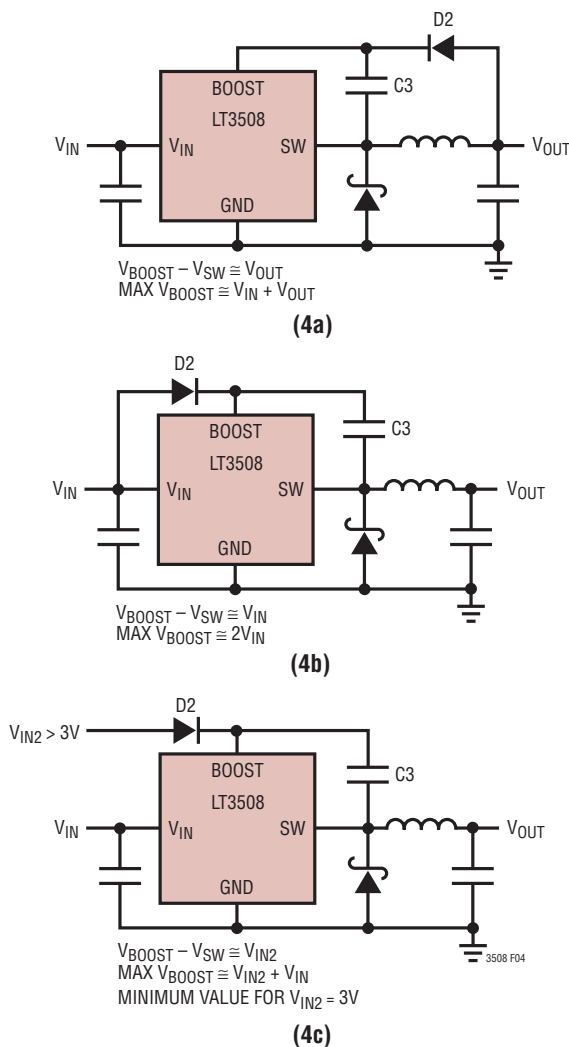 D2
BOOST
C3
LT3508
V_IN
V_IN
SW
V_OUT
GND
V_BOOST – V_SW ≅ V_OUT
MAX V_BOOST ≅ V_IN + V_OUT
(4a)
D2
BOOST
C3
LT3508
V_IN
V_IN
SW
V_OUT
GND
V_BOOST – V_SW ≅ V_IN
MAX V_BOOST ≅ 2V_IN
(4b)
D2
V_IN2 > 3V
BOOST
C3
LT3508
V_IN
V_IN
SW
V_OUT
GND
V_BOOST – V_SW ≅ V_IN2
MAX V_BOOST ≅ V_IN2 + V_IN
MINIMUM VALUE FOR V_IN2 = 3V
3508 F04
(4c)